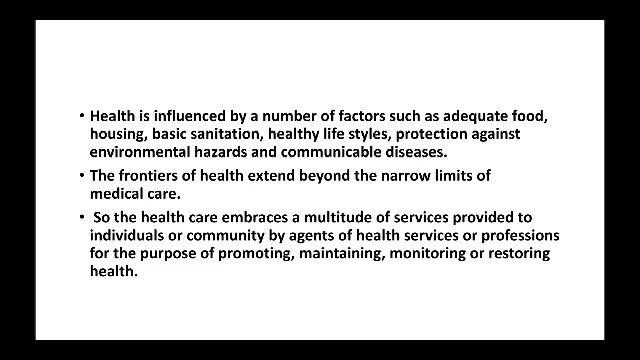 • Health is influenced by a number of factors such as adequate food,
housing, basic sanitation, healthy life styles, protection against
environmental hazards and communicable diseases.
• The frontiers of health extend beyond the narrow limits of
medical care.
• So the health care embraces a multitude of services provided to
individuals or community by agents of health services or professions
for the purpose of promoting, maintaining, monitoring or restoring
health.